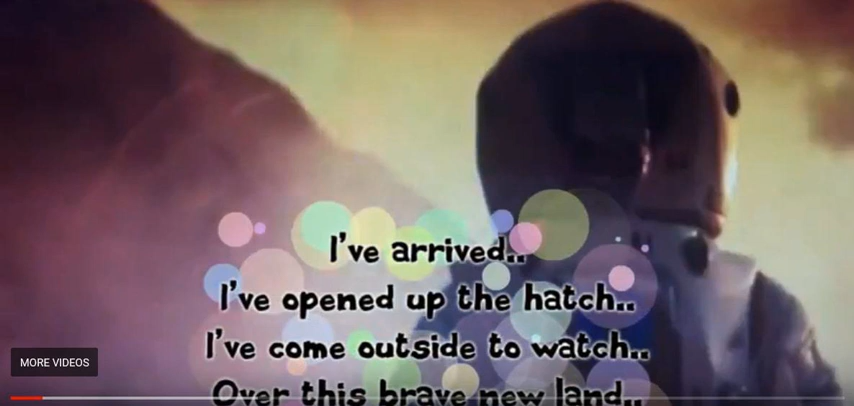 I've arrived..
I've opened up the hatch..
I've come outside to watch..
Over this brave new land..
MORE VIDEOS